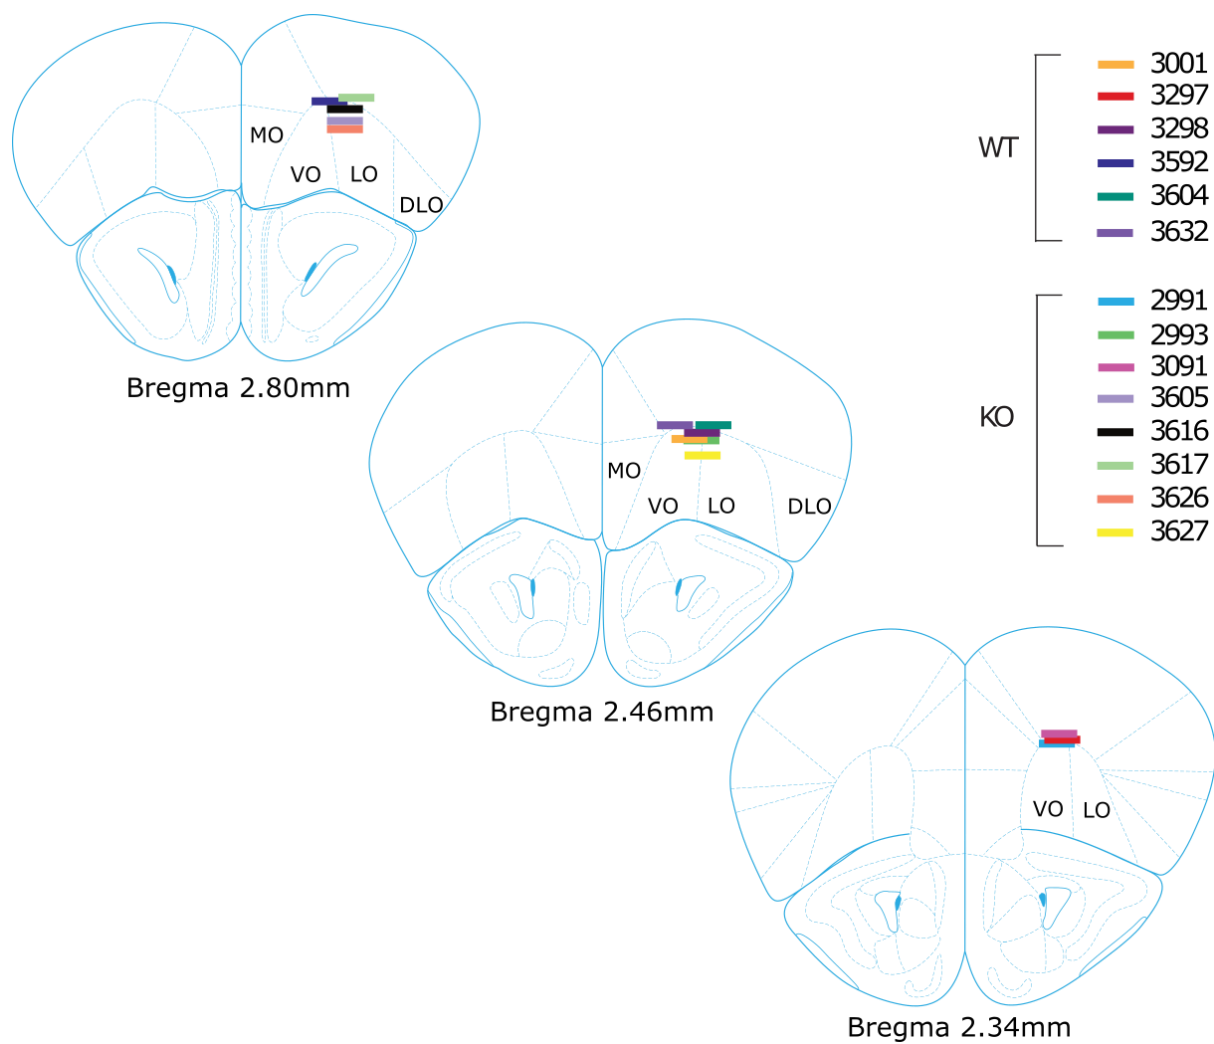 MO
VO LO
DLO
Bregma 2.80mm
MO
VO LO DLO
Bregma 2.46mm
VO LO
Bregma 2.34mm
WT
3001
3297
3298
3592
3604
3632
KO
2991
2993
3091
3605
3616
3617
3626
3627